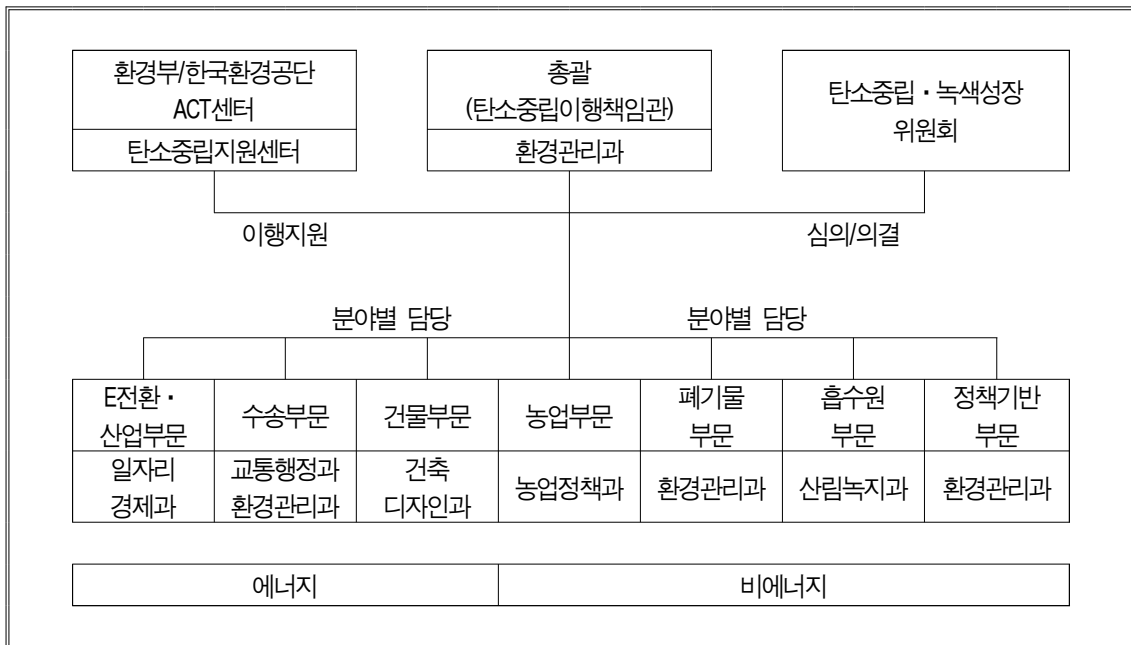 환경부/한국환경공단
ACT센터
탄소중립지원센터
총괄
(탄소중립이행책임관)
환경관리과
탄소중립・녹색성장
위원회
이행지원
심의/의결
분야별 담당
분야별 담당
E전환・
산업부문
수송부문
건물부문
농업부문
폐기물
부문
흡수원
부문
정책기반
부문
일자리
경제과
교통행정과
환경관리과
건축
디자인과
농업정책과
환경관리과
산림녹지과
환경관리과
에너지
비에너지